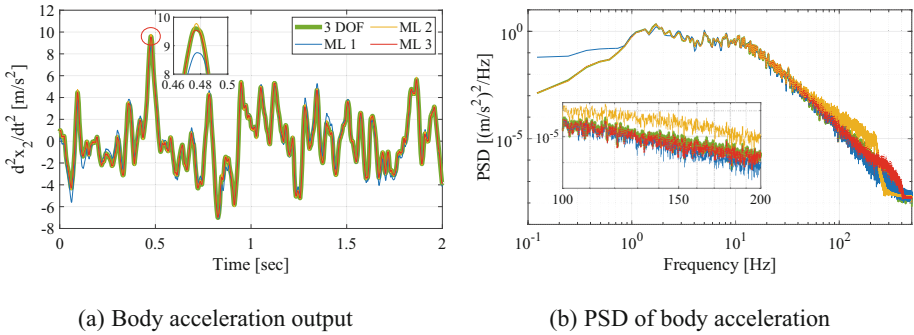 12
10
8
6
4
2
0
-2
-4
-6
-8
d²x₂/dt² [m/s²]
10
9
8
0.46 0.48 0.5
3 DOF ML 2
ML 1 ML 3
0 0.5 1 1.5 2
Time [sec]
(a) Body acceleration output
10⁰
10⁻⁵
PSD [(m/s²)²/Hz]
10⁻⁵
100 150 200
10⁻¹ 10⁰ 10¹ 10²
Frequency [Hz]
(b) PSD of body acceleration